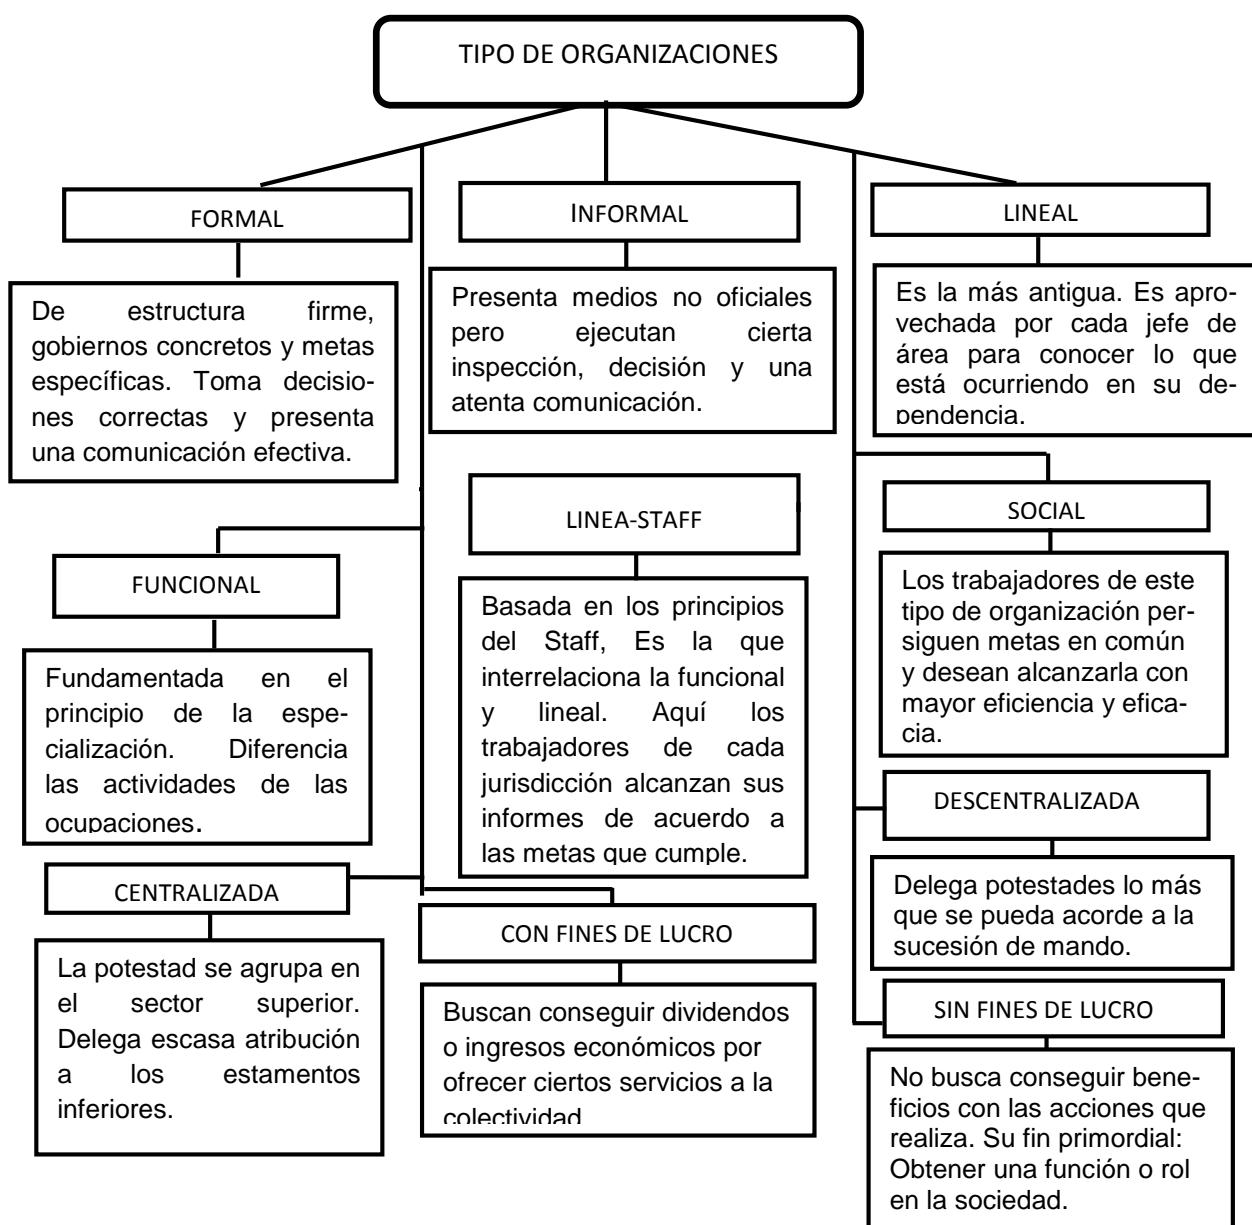 TIPO DE ORGANIZACIONES
FORMAL
De estructura firme,
gobiernos concretos y metas
específicas. Toma decisio-
nes correctas y presenta
una comunicación efectiva.
INFORMAL
Presenta medios no oficiales
pero ejecutan cierta
inspección, decisión y una
atenta comunicación.
LINEAL
Es la más antigua. Es apro-
vechada por cada jefe de
área para conocer lo que
está ocurriendo en su de-
pendencia.
FUNCIONAL
Fundamentada en el
principio de la espe-
cialización. Diferencia
las actividades de las
ocupaciones.
LINEA-STAFF
Basada en los principios
del Staff, Es la que
interrelaciona la funcional
y lineal. Aquí los
trabajadores de cada
jurisdicción alcanzan sus
informes de acuerdo a
las metas que cumple.
SOCIAL
Los trabajadores de este
tipo de organización per-
siguen metas en común
y desean alcanzarla con
mayor eficiencia y efica-
cia.
CENTRALIZADA
La potestad se agrupa en
el sector superior.
Delega escasa atribución
a los estamentos
inferiores.
CON FINES DE LUCRO
Buscan conseguir dividendos
o ingresos económicos por
ofrecer ciertos servicios a la
colectividad
DESCENTRALIZADA
Delega potestades lo más
que se pueda acorde a la
sucesión de mando.
SIN FINES DE LUCRO
No busca conseguir bene-
ficios con las acciones que
realiza. Su fin primordial:
Obtener una función o rol
en la sociedad.